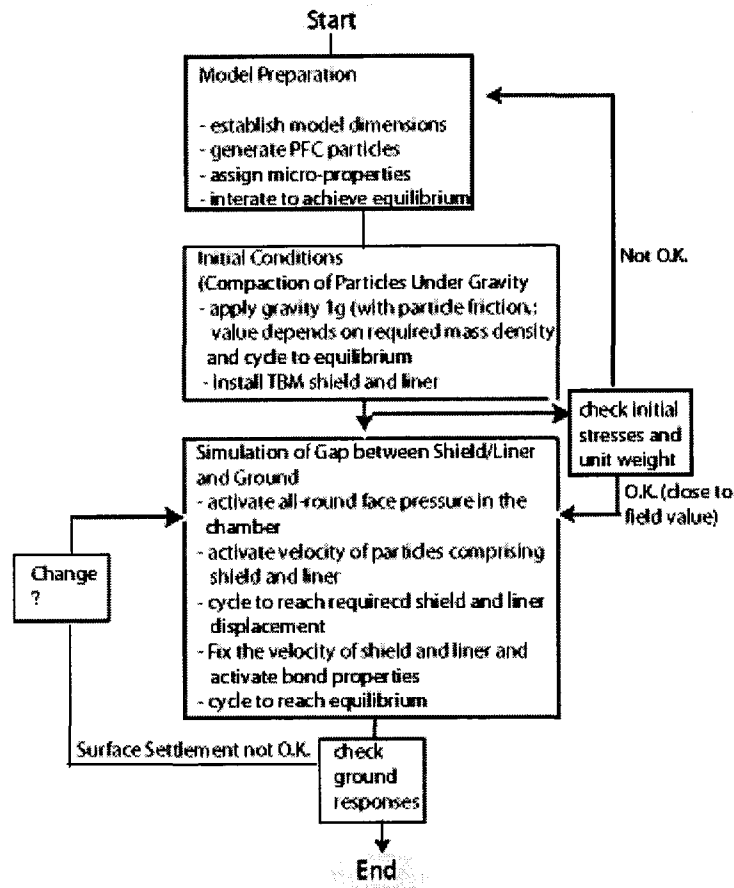 Start
Model Preparation
- establish model dimensions
- generate PFC particles
- assign micro-properties
- interate to achieve equilibrium
Not O.K.
Initial Conditions
(Compaction of Particles Under Gravity
- apply gravity 1g (with particle friction,;
value depends on required mass density
and cycle to equilibrium
- Install TBM shield and liner
check initial
stresses and
unit weight
O.K. (close to
field value)
Simulation of Gap between Shield/Liner
and Ground
- activate all-round face pressure in the
chamber
- activate velocity of particles comprising
shield and liner
- cycle to reach requirecd shield and liner
displacement
- Fix the velocity of shield and liner and
activate bond properties
- cycle to reach equilibrium
Change
?
Surface Settlement not O.K.
check
ground
responses
End